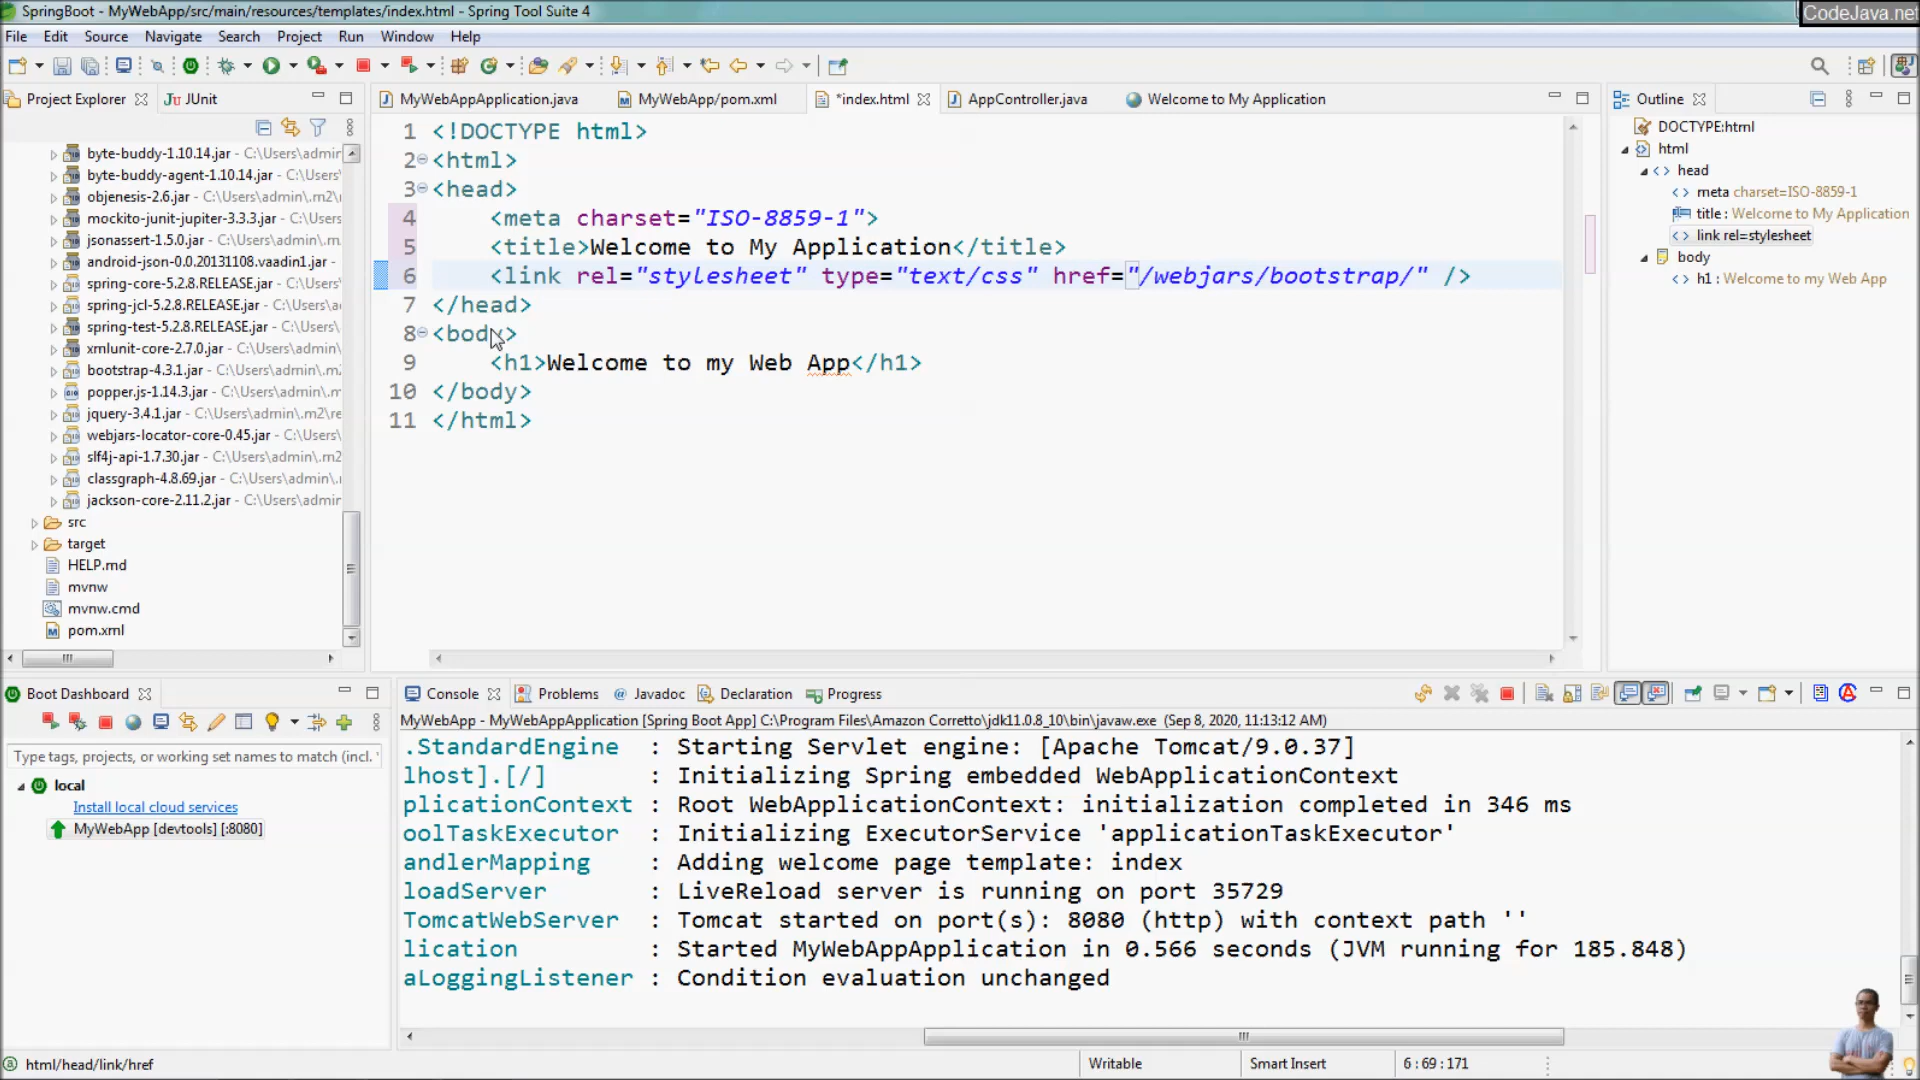 SpringBoot - MyWebApp/src/main/resources/templates/index.html - Spring Tool Suite 4
CodeJava.net
File Edit Source Navigate Search Project Run Window Help
Project Explorer
JUnit
byte-buddy-1.10.14.jar - C:\Users\admin
byte-buddy-agent-1.10.14.jar - C:\Users
objenesis-2.6.jar - C:\Users\admin\.m2\
mockito-junit-jupiter-3.3.3.jar - C:\Users
jsonassert-1.5.0.jar - C:\Users\admin\.m
android-json-0.0.20131108.vaadin1.jar -
spring-core-5.2.8.RELEASE.jar - C:\Users
spring-jcl-5.2.8.RELEASE.jar - C:\Users\
spring-test-5.2.8.RELEASE.jar - C:\Users
xmlunit-core-2.7.0.jar - C:\Users\admin
bootstrap-4.3.1.jar - C:\Users\admin\.m
popper.js-1.14.3.jar - C:\Users\admin\.m
jquery-3.4.1.jar - C:\Users\admin\.m2\re
webjars-locator-core-0.45.jar - C:\Users\
slf4j-api-1.7.30.jar - C:\Users\admin\.m2
classgraph-4.8.69.jar - C:\Users\admin\.
jackson-core-2.11.2.jar - C:\Users\admin
src
target
HELP.md
mvnw
mvnw.cmd
pom.xml
MyWebAppApplication.java
MyWebApp/pom.xml
*index.html
AppController.java
Welcome to My Application
1 <!DOCTYPE html>
2 <html>
3 <head>
4 <meta charset="ISO-8859-1">
5 <title>Welcome to My Application</title>
6 <link rel="stylesheet" type="text/css" href="/webjars/bootstrap/" />
7 </head>
8 <body>
9 <h1>Welcome to my Web App</h1>
10 </body>
11 </html>
Outline
DOCTYPE:html
html
head
meta charset=ISO-8859-1
title : Welcome to My Application
link rel=stylesheet
body
h1 : Welcome to my Web App
Boot Dashboard
Type tags, projects, or working set names to match (incl. *
local
Install local cloud services
MyWebApp [devtools] [:8080]
Console
Problems
Javadoc
Declaration
Progress
MyWebApp - MyWebAppApplication [Spring Boot App] C:\Program Files\Amazon Corretto\jdk11.0.8_10\bin\javaw.exe (Sep 8, 2020, 11:13:12 AM)
.StandardEngine : Starting Servlet engine: [Apache Tomcat/9.0.37]
lhost].[/] : Initializing Spring embedded WebApplicationContext
plicationContext : Root WebApplicationContext: initialization completed in 346 ms
oolTaskExecutor : Initializing ExecutorService 'applicationTaskExecutor'
andlerMapping : Adding welcome page template: index
loadServer : LiveReload server is running on port 35729
TomcatWebServer : Tomcat started on port(s): 8080 (http) with context path ''
lication : Started MyWebAppApplication in 0.566 seconds (JVM running for 185.848)
aLoggingListener : Condition evaluation unchanged
html/head/link/href
Writable
Smart Insert
6 : 69 : 171